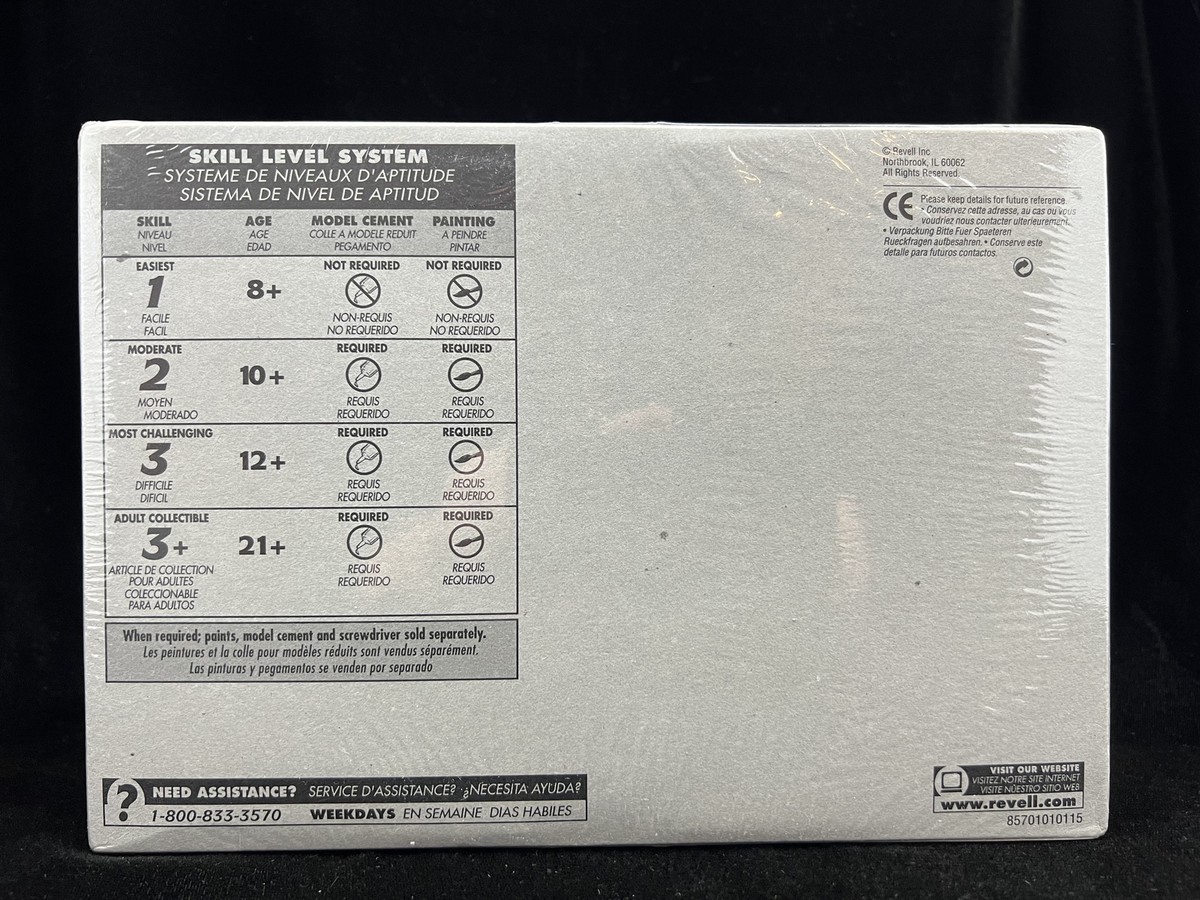 SKILL LEVEL SYSTEM
SYSTEME DE NIVEAUX D'APTITUDE
SISTEMA DE NIVEL DE APTITUD
SKILL AGE MODEL CEMENT PAINTING
NIVEAU AGE COLLE A MODELE REDUIT A PEINDRE
NIVEL EDAD PEGAMENTO PINTAR
EASIEST NOT REQUIRED NOT REQUIRED
1 8+
FACILE NON-REQUIS NON-REQUIS
FACIL NO REQUERIDO NO REQUERIDO
MODERATE REQUIRED REQUIRED
2 10+
MOYEN REQUIS REQUIS
MODERADO REQUERIDO REQUERIDO
MOST CHALLENGING REQUIRED REQUIRED
3 12+
DIFFICILE REQUIS REQUIS
DIFICIL REQUERIDO REQUERIDO
ADULT COLLECTIBLE REQUIRED REQUIRED
3+ 21+
ARTICLE DE COLLECTION REQUIS REQUIS
POUR ADULTES REQUERIDO REQUERIDO
COLECCIONABLE
PARA ADULTOS
When required; paints, model cement and screwdriver sold separately.
Les peintures et la colle pour modèles réduits sont vendus séparément.
Las pinturas y pegamentos se venden por separado
© Revell Inc
Northbrook, IL 60062
All Rights Reserved
CE Please keep details for future reference
• Conservez cette adresse, au cas ou vous
voudriez nous contacter ulterieurement.
• Verpackung Bitte Fuer Spaeteren
Rueckfragen aufbesahren. • Conserve este
detalle para futuros contactos.
? NEED ASSISTANCE? SERVICE D'ASSISTANCE? ¿NECESITA AYUDA?
1-800-833-3570 WEEKDAYS EN SEMAINE DIAS HABILES
VISIT OUR WEBSITE
VISITEZ NOTRE SITE INTERNET
VISITE NUESTRO SITIO WEB
www.revell.com
85701010115